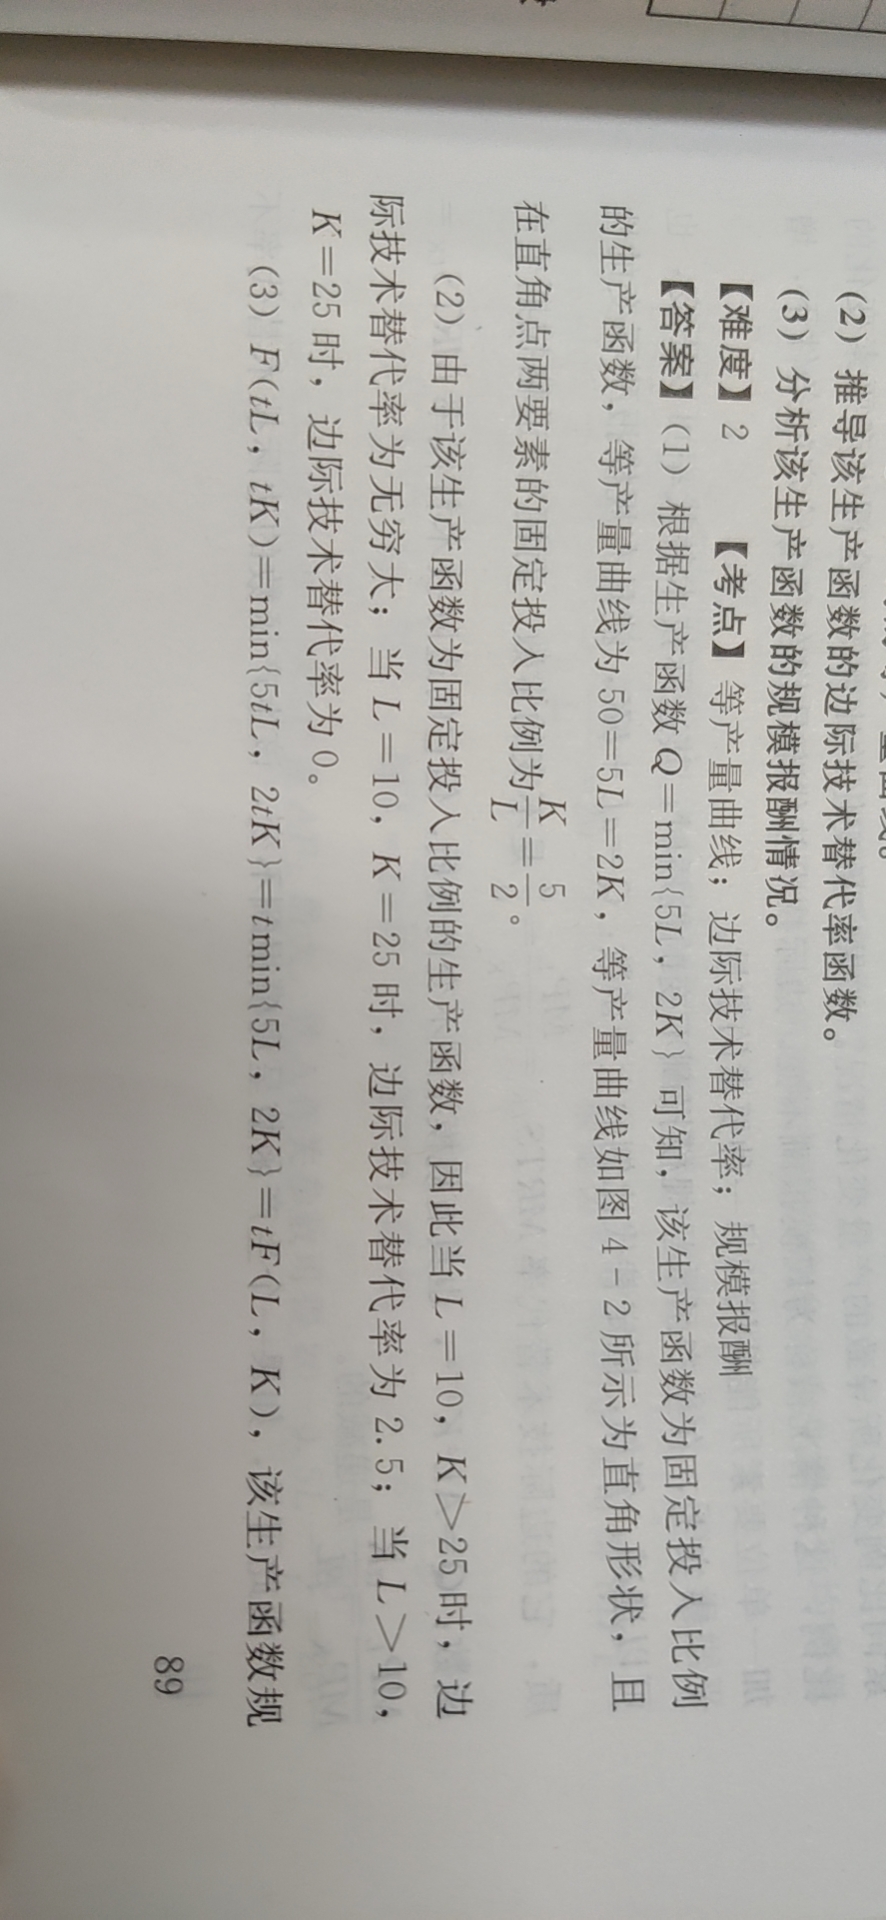 (2) 推导该生产函数的边际技术替代率函数。
(3) 分析该生产函数的规模报酬情况。
【难度】2 【考点】等产量曲线；边际技术替代率；规模报酬
【答案】(1) 根据生产函数 Q=min{5L, 2K} 可知, 该生产函数为固定投入比例
的生产函数, 等产量曲线为 50=5L=2K, 等产量曲线如图 4-2 所示为直角形状, 且
在直角点两要素的固定投入比例为 K/L = 5/2。
(2) 由于该生产函数为固定投入比例的生产函数, 因此当 L=10, K>25 时, 边
际技术替代率为无穷大；当 L=10, K=25 时, 边际技术替代率为 2.5；当 L>10,
K=25 时, 边际技术替代率为 0。
(3) F(tL, tK)=min{5tL, 2tK}=tmin{5L, 2K}=tF(L, K), 该生产函数规
89